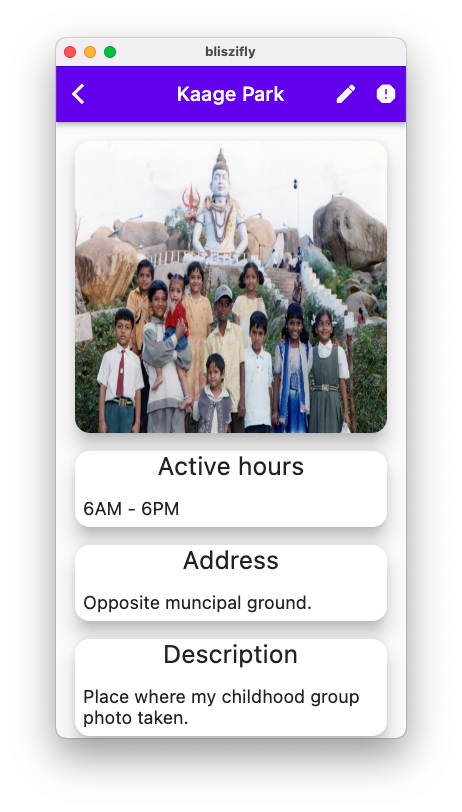 bliszifly
Kaage Park
Active hours
6AM - 6PM
Address
Opposite muncipal ground.
Description
Place where my childhood group
photo taken.